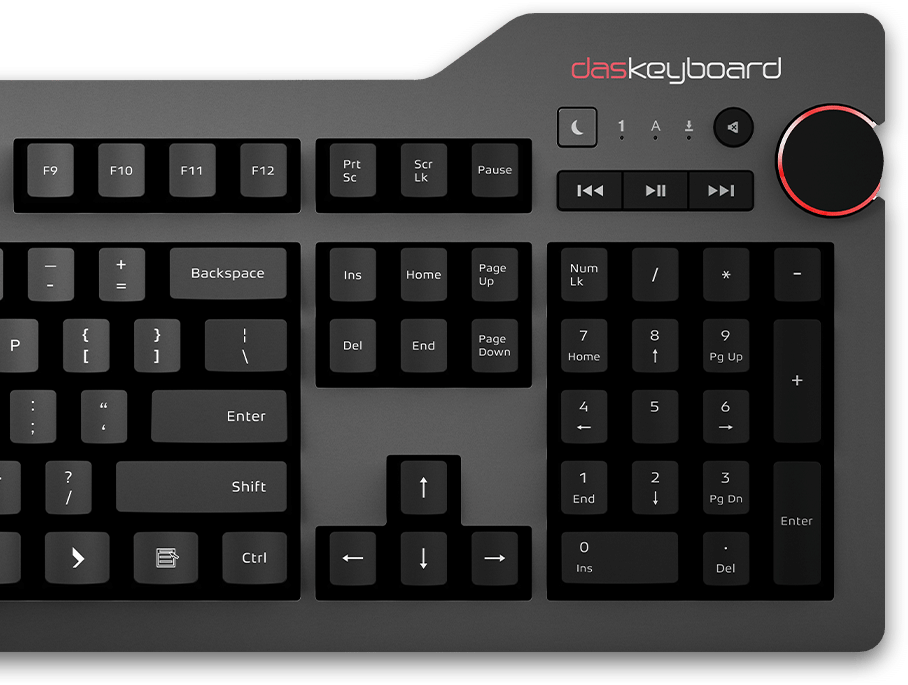 daskeyboard
1 A
F9 F10 F11 F12
Prt
Sc
Scr
Lk
Pause
—
-
+
=
Backspace
Ins Home Page
Up
Num
Lk
/ * -
P
{
[
}
]
¦
\
Del End Page
Down
7
Home
8
↑
9
Pg Up
+
:
;
“
‘
Enter
4
←
5
6
→
?
/
Shift
↑
1
End
2
↓
3
Pg Dn
Enter
Ctrl
← ↓ →
0
Ins
.
Del